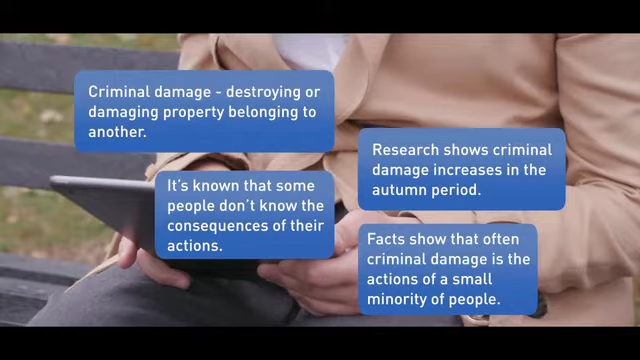 Criminal damage - destroying or
damaging property belonging to
another.
Research shows criminal
damage increases in the
autumn period.
It's known that some
people don't know the
consequences of their
actions.
Facts show that often
criminal damage is the
actions of a small
minority of people.